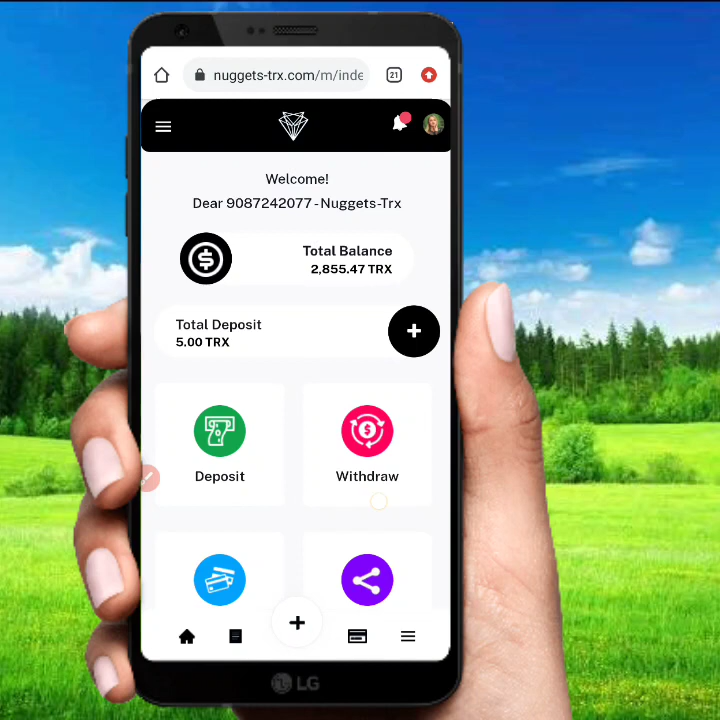 nuggets-trx.com/m/inde
21
Welcome!
Dear 9087242077 - Nuggets-Trx
Total Balance
2,855.47 TRX
Total Deposit
5.00 TRX
Deposit
Withdraw
LG